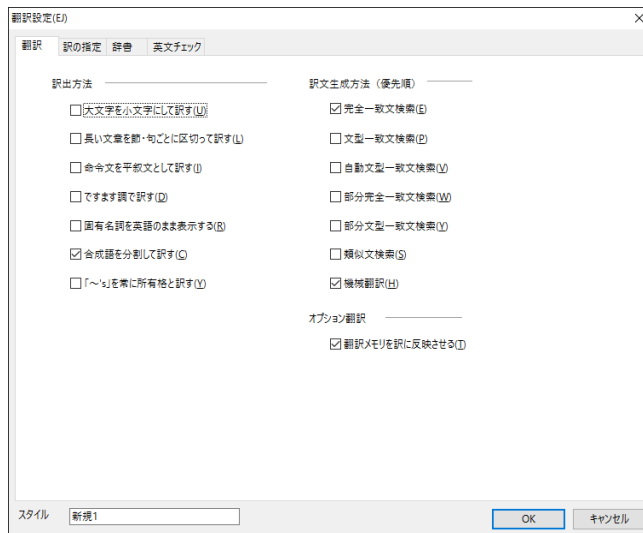 翻訳設定(EJ)
翻訳 訳の指定 辞書 英文チェック
訳出方法
大文字を小文字にして訳す(U)
長い文章を節・句ごとに区切って訳す(L)
命令文を平叙文として訳す(I)
ですます調で訳す(D)
固有名詞を英語のまま表示する(R)
合成語を分割して訳す(C)
「～'s」を常に所有格と訳す(Y)
訳文生成方法（優先順）
完全一致文検索(E)
文型一致文検索(P)
自動文型一致文検索(V)
部分完全一致文検索(W)
部分文型一致文検索(Y)
類似文検索(S)
機械翻訳(H)
オプション翻訳
翻訳メモリを訳に反映させる(T)
スタイル 新規1
OK キャンセル